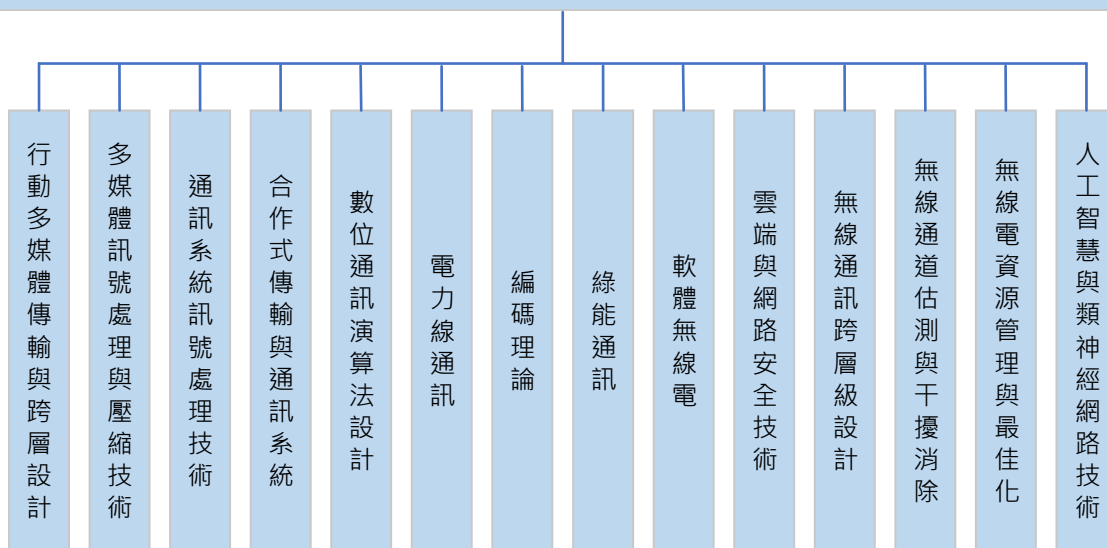 行動多媒體傳輸與跨層設計
多媒體訊號處理與壓縮技術
通訊系統訊號處理技術
合作式傳輸與通訊系統
數位通訊演算法設計
電力線通訊
編碼理論
綠能通訊
軟體無線電
雲端與網路安全技術
無線通訊跨層級設計
無線通道估測與干擾消除
無線電資源管理與最佳化
人工智慧與類神經網路技術